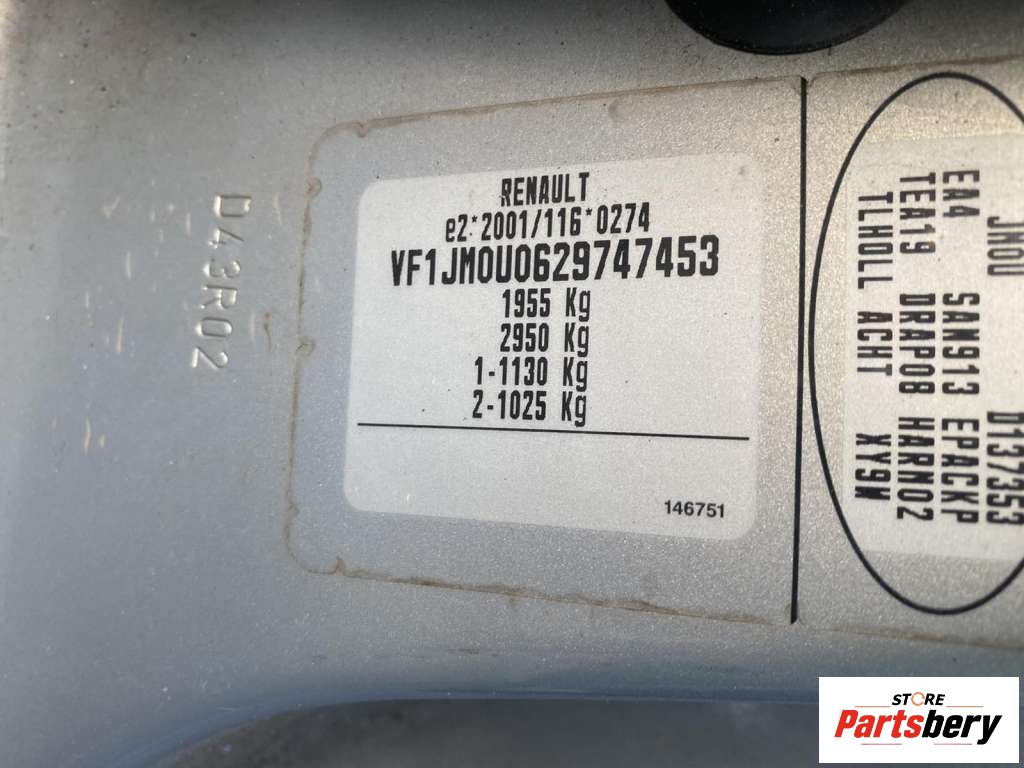 D43R02
RENAULT
e2*2001/116*0274
VF1JM0U0629747453
1955 Kg
2950 Kg
1-1130 Kg
2-1025 Kg
146751
JM0U D137353
EA4 SAN913 EPACKP
TEA19 DRAP08 HARN02
TLHOLL ACHT XY9W
STORE
Partsbery